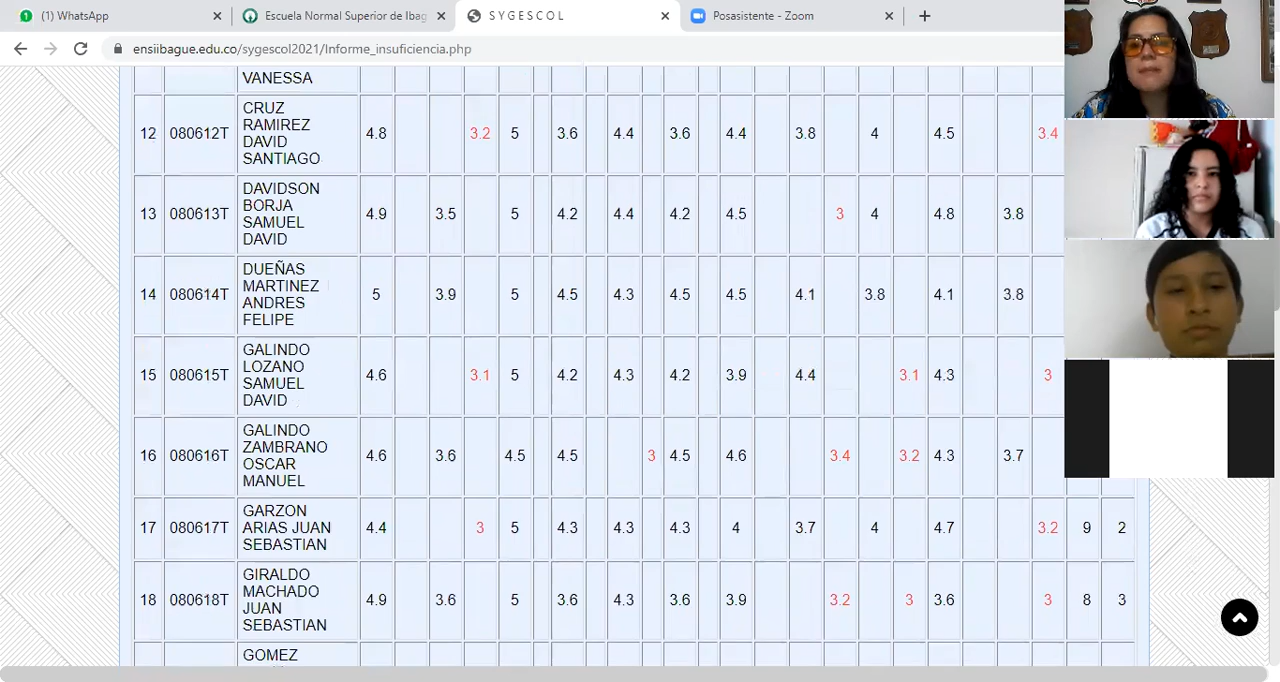 (1) WhatsApp
Escuela Normal Superior de Ibag
SYGESCOL
Posasistente - Zoom
ensiibague.edu.co/sygescol2021/Informe_insuficiencia.php
VANESSA
12 080612T CRUZ RAMIREZ DAVID SANTIAGO 4.8 3.2 5 3.6 4.4 3.6 4.4 3.8 4 4.5 3.4
13 080613T DAVIDSON BORJA SAMUEL DAVID 4.9 3.5 5 4.2 4.4 4.2 4.5 3 4 4.8 3.8
14 080614T DUEÑAS MARTINEZ ANDRES FELIPE 5 3.9 5 4.5 4.3 4.5 4.5 4.1 3.8 4.1 3.8
15 080615T GALINDO LOZANO SAMUEL DAVID 4.6 3.1 5 4.2 4.3 4.2 3.9 4.4 3.1 4.3 3
16 080616T GALINDO ZAMBRANO OSCAR MANUEL 4.6 3.6 4.5 4.5 3 4.5 4.6 3.4 3.2 4.3 3.7
17 080617T GARZON ARIAS JUAN SEBASTIAN 4.4 3 5 4.3 4.3 4.3 4 3.7 4 4.7 3.2 9 2
18 080618T GIRALDO MACHADO JUAN SEBASTIAN 4.9 3.6 5 3.6 4.3 3.6 3.9 3.2 3 3.6 3 8 3
GOMEZ